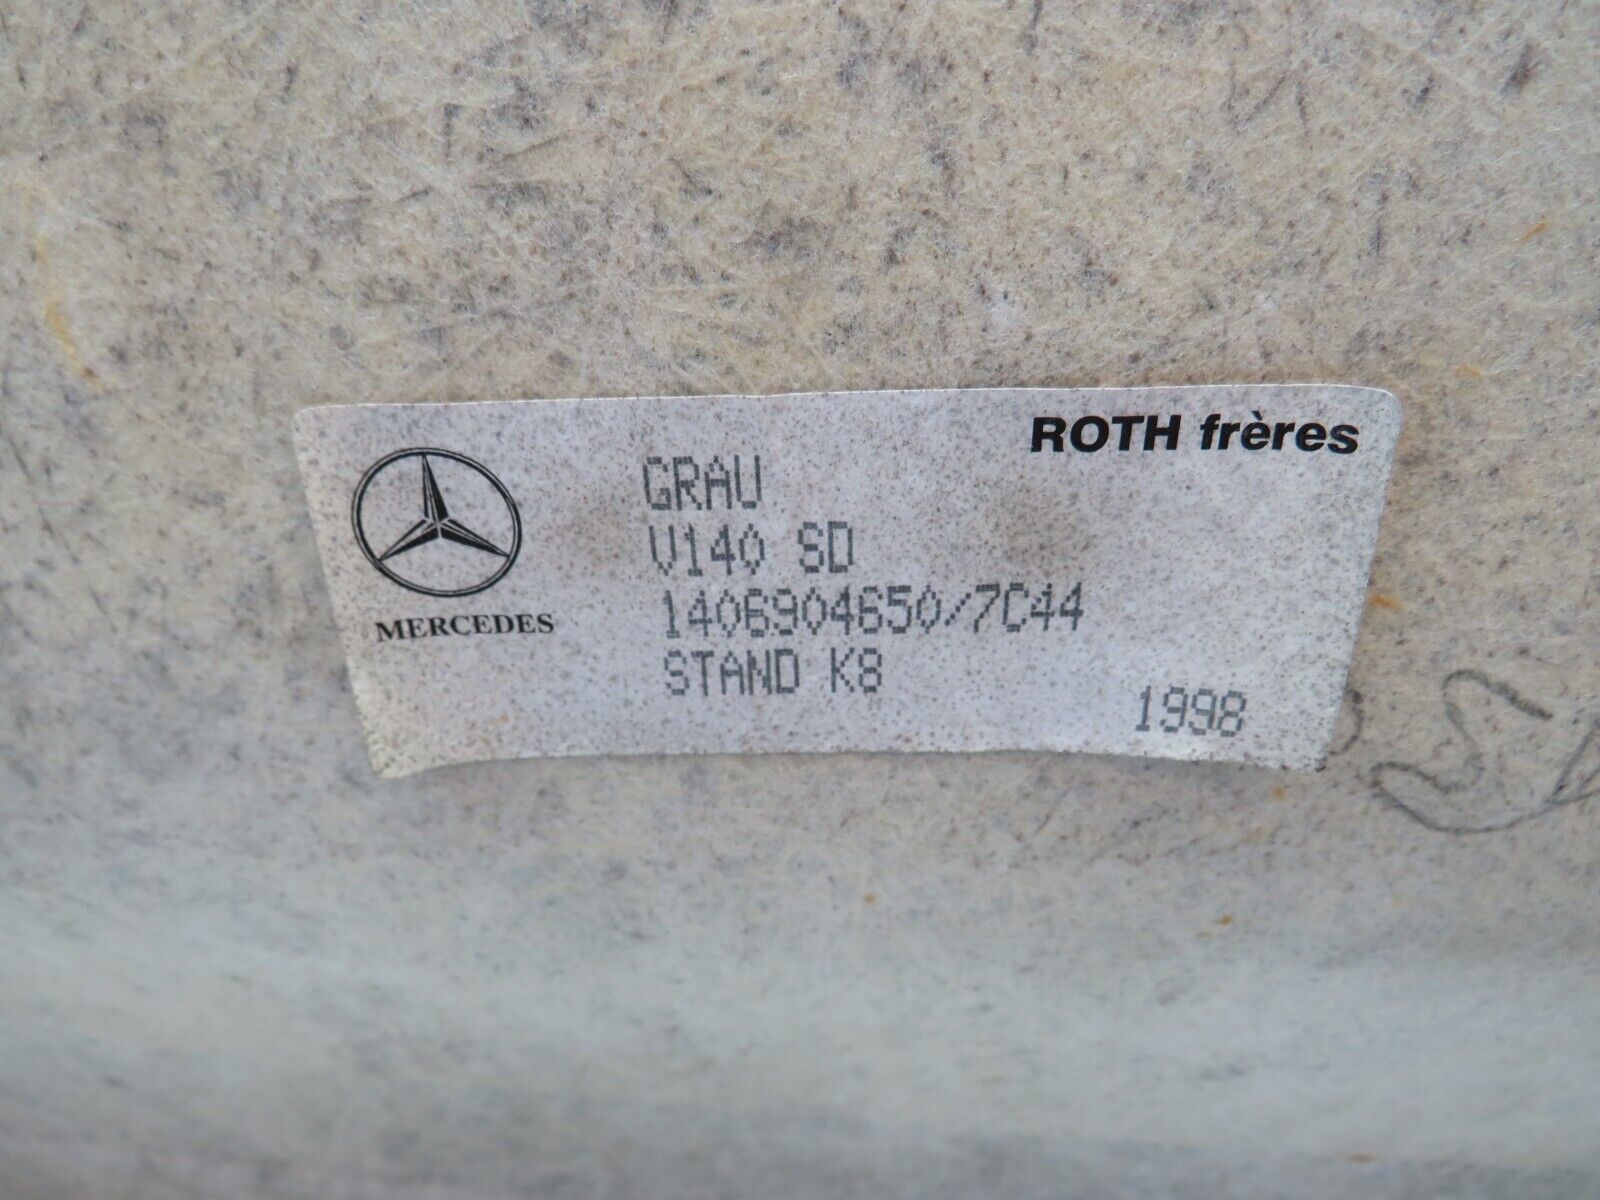 ROTH frères
GRAU
V140 SD
1406904650/7C44
STAND K8
MERCEDES
1998